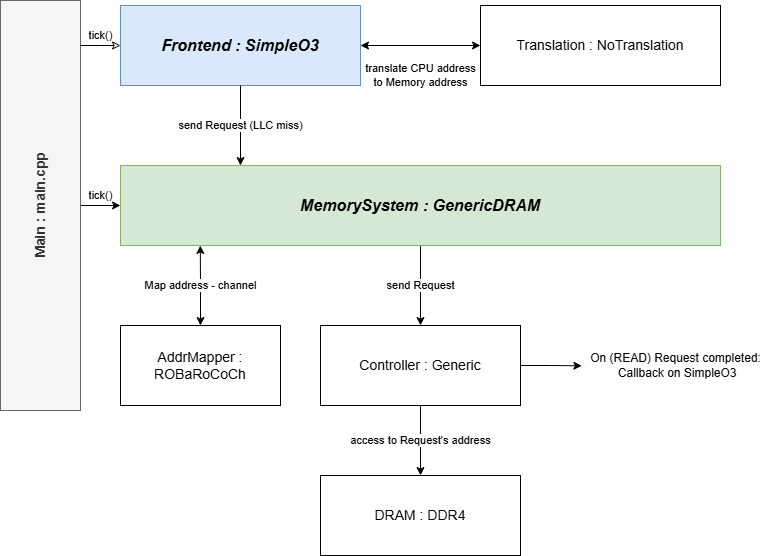 tick()
Frontend : SimpleO3
Translation : NoTranslation
translate CPU address
to Memory address
send Request (LLC miss)
Main : main.cpp
tick()
MemorySystem : GenericDRAM
Map address - channel
send Request
AddrMapper :
ROBaRoCoCh
Controller : Generic
On (READ) Request completed:
Callback on SimpleO3
access to Request's address
DRAM : DDR4